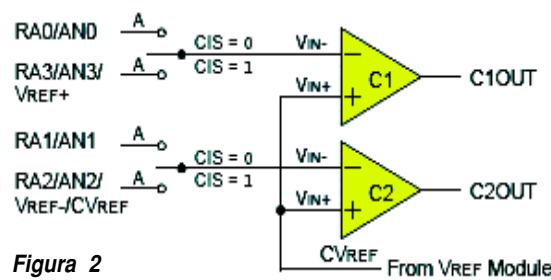 RA0/AN0 A CIS = 0 VIN- −
RA3/AN3/ A CIS = 1 VIN+ + C1 C1OUT
VREF+
RA1/AN1 A CIS = 0 VIN- −
RA2/AN2/ A CIS = 1 VIN+ + C2 C2OUT
VREF-/CVREF
CVREF From VREF Module
Figura 2